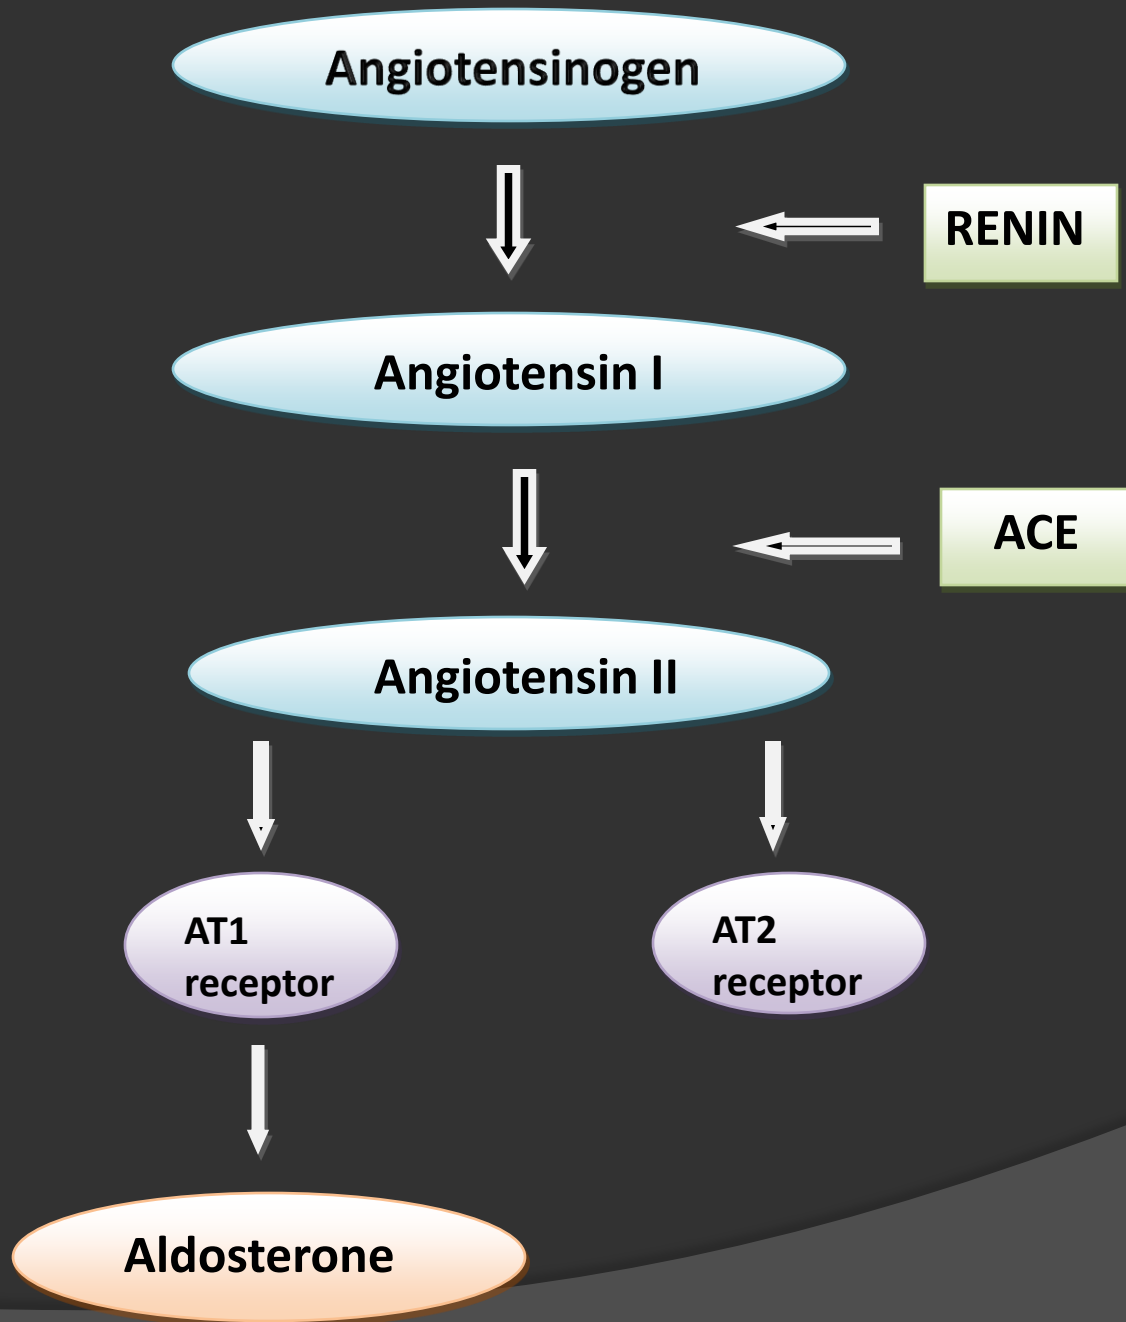 Angiotensinogen
RENIN
Angiotensin I
ACE
Angiotensin II
AT1
receptor
AT2
receptor
Aldosterone